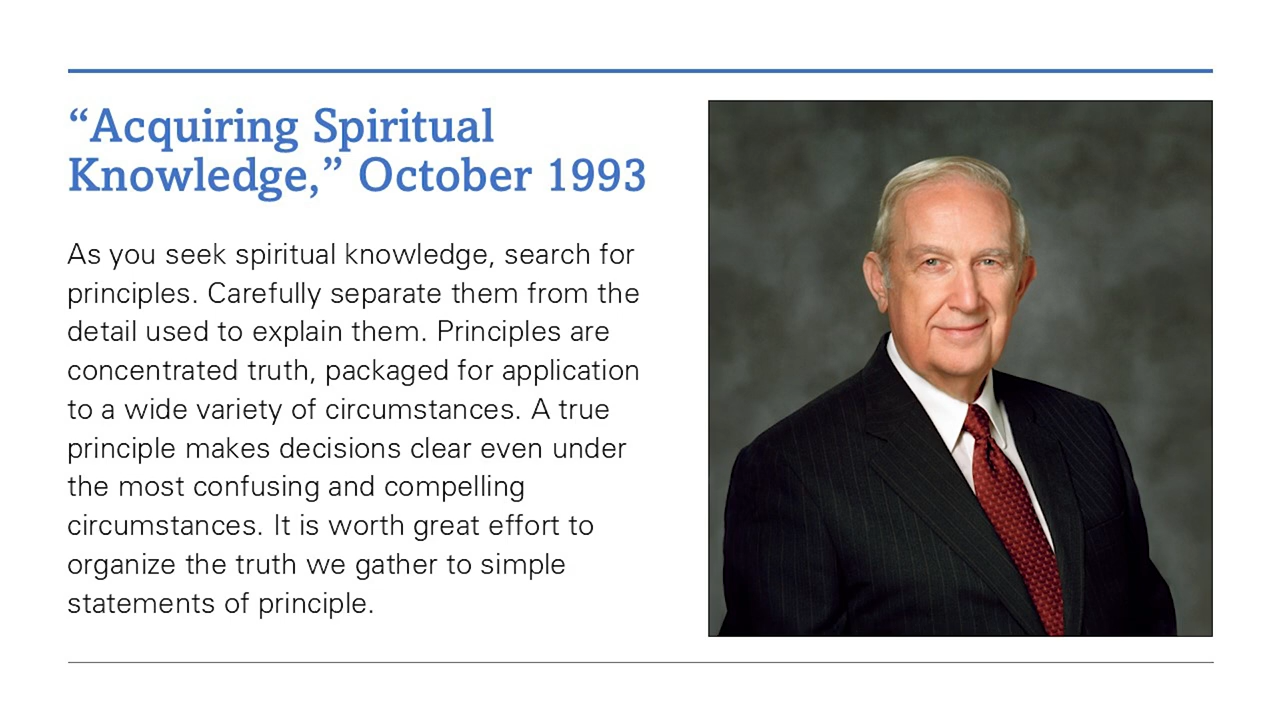 “Acquiring Spiritual
Knowledge,” October 1993
As you seek spiritual knowledge, search for
principles. Carefully separate them from the
detail used to explain them. Principles are
concentrated truth, packaged for application
to a wide variety of circumstances. A true
principle makes decisions clear even under
the most confusing and compelling
circumstances. It is worth great effort to
organize the truth we gather to simple
statements of principle.